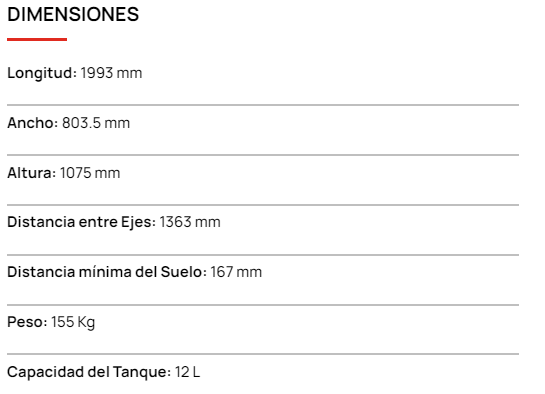 DIMENSIONES
Longitud: 1993 mm
Ancho: 803.5 mm
Altura: 1075 mm
Distancia entre Ejes: 1363 mm
Distancia mínima del Suelo: 167 mm
Peso: 155 Kg
Capacidad del Tanque: 12 L